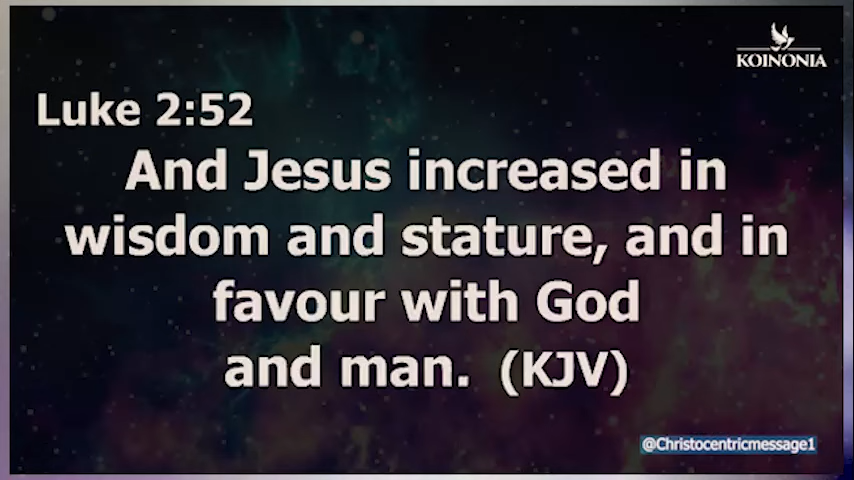 KOINONIA
Luke 2:52
And Jesus increased in
wisdom and stature, and in
favour with God
and man. (KJV)
@Christocentricmessage1